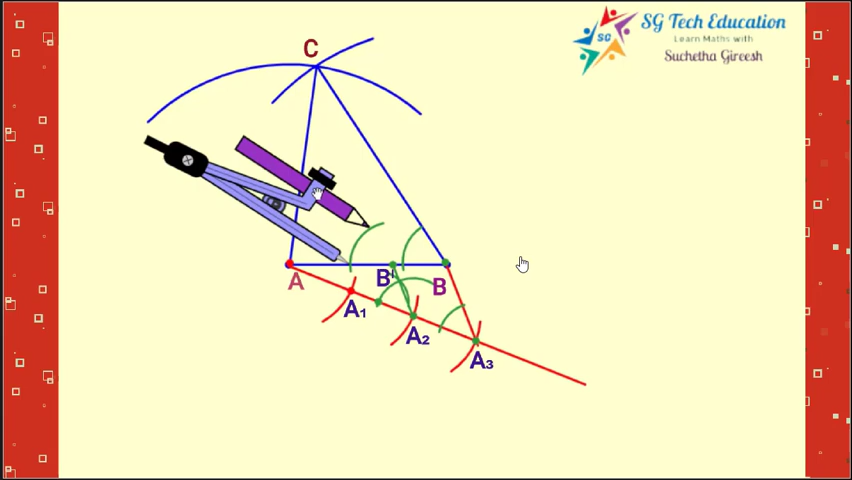 SG Tech Education
Learn Maths with
SG
Suchetha Gireesh
C
A
B'
B
A₁
A₂
A₃